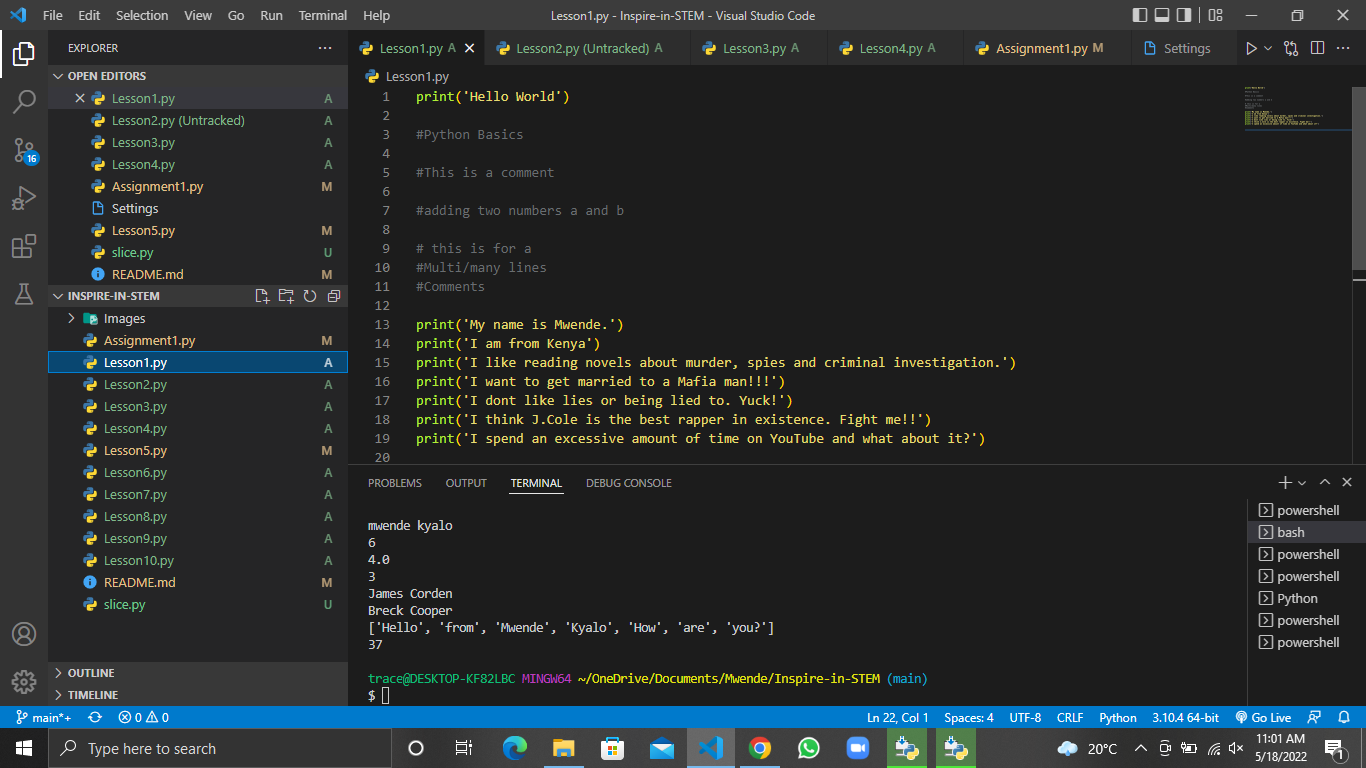 File Edit Selection View Go Run Terminal Help
Lesson1.py - Inspire-in-STEM - Visual Studio Code
EXPLORER
OPEN EDITORS
Lesson1.py A
Lesson2.py (Untracked) A
Lesson3.py A
Lesson4.py A
Assignment1.py M
Settings
Lesson5.py M
slice.py U
README.md M
INSPIRE-IN-STEM
Images
Assignment1.py M
Lesson1.py A
Lesson2.py A
Lesson3.py A
Lesson4.py A
Lesson5.py M
Lesson6.py A
Lesson7.py A
Lesson8.py A
Lesson9.py A
Lesson10.py A
README.md M
slice.py U
OUTLINE
TIMELINE
16
Lesson1.py A Lesson2.py (Untracked) A Lesson3.py A Lesson4.py A Assignment1.py M Settings
Lesson1.py
1 print('Hello World')
2
3 #Python Basics
4
5 #This is a comment
6
7 #adding two numbers a and b
8
9 # this is for a
10 #Multi/many lines
11 #Comments
12
13 print('My name is Mwende.')
14 print('I am from Kenya')
15 print('I like reading novels about murder, spies and criminal investigation.')
16 print('I want to get married to a Mafia man!!!')
17 print('I dont like lies or being lied to. Yuck!')
18 print('I think J.Cole is the best rapper in existence. Fight me!!')
19 print('I spend an excessive amount of time on YouTube and what about it?')
20
PROBLEMS OUTPUT TERMINAL DEBUG CONSOLE
mwende kyalo
6
4.0
3
James Corden
Breck Cooper
['Hello', 'from', 'Mwende', 'Kyalo', 'How', 'are', 'you?']
37
trace@DESKTOP-KF82LBC MINGW64 ~/OneDrive/Documents/Mwende/Inspire-in-STEM (main)
$
powershell
bash
powershell
powershell
Python
powershell
powershell
main*+ 0 0 Ln 22, Col 1 Spaces: 4 UTF-8 CRLF Python 3.10.4 64-bit Go Live
Type here to search
20°C
11:01 AM
5/18/2022
1